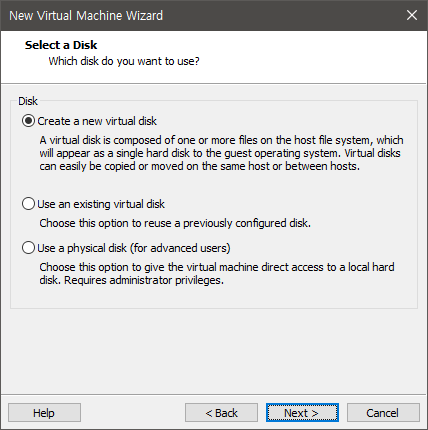 New Virtual Machine Wizard
Select a Disk
Which disk do you want to use?
Disk
Create a new virtual disk
A virtual disk is composed of one or more files on the host file system, which
will appear as a single hard disk to the guest operating system. Virtual disks
can easily be copied or moved on the same host or between hosts.
Use an existing virtual disk
Choose this option to reuse a previously configured disk.
Use a physical disk (for advanced users)
Choose this option to give the virtual machine direct access to a local hard
disk. Requires administrator privileges.
Help
< Back
Next >
Cancel